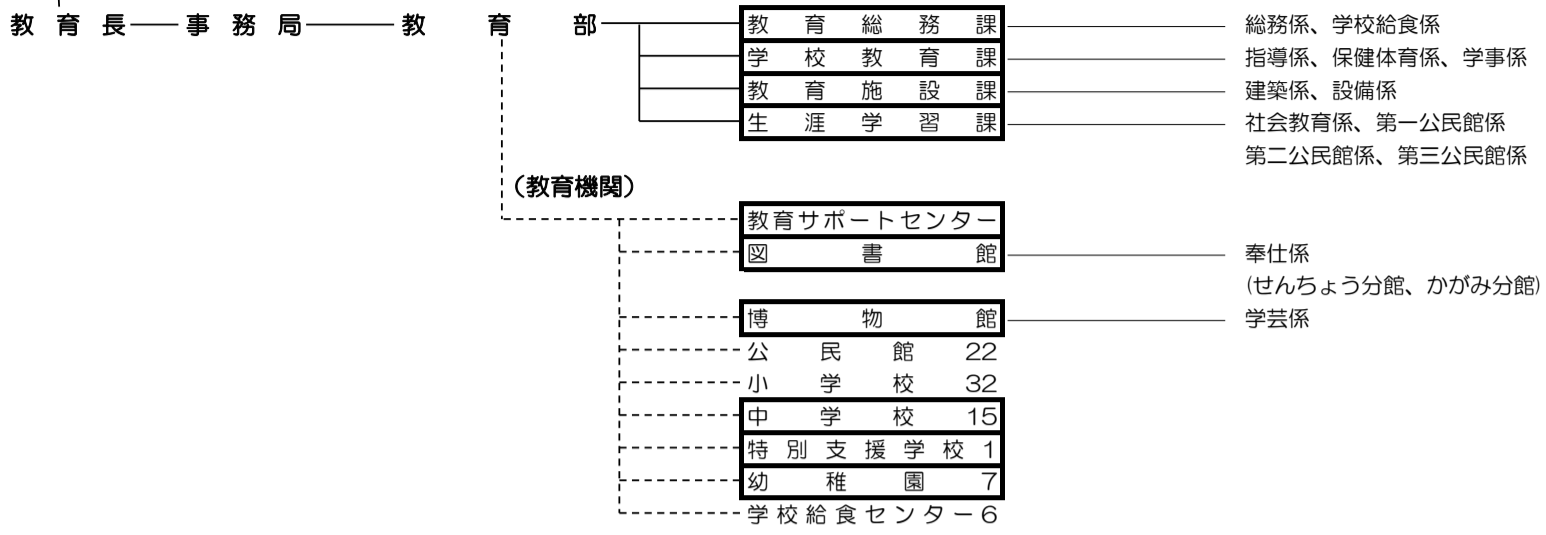 教育長 事務局 教育部 教育総務課 総務係、学校給食係
学校教育課 指導係、保健体育係、学事係
教育施設課 建築係、設備係
生涯学習課 社会教育係、第一公民館係
第二公民館係、第三公民館係
（教育機関）
教育サポートセンター
図書館 奉仕係
(せんちょう分館、かがみ分館)
博物館 学芸係
公民館 22
小学校 32
中学校 15
特別支援学校 1
幼稚園 7
学校給食センター 6